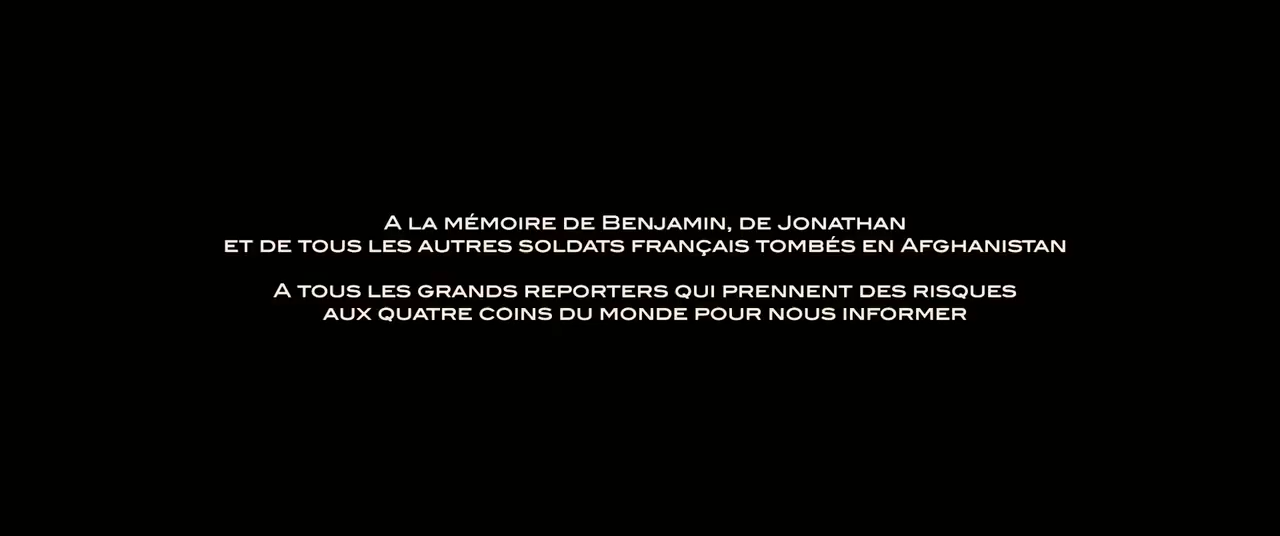 A LA MÉMOIRE DE BENJAMIN, DE JONATHAN
ET DE TOUS LES AUTRES SOLDATS FRANÇAIS TOMBÉS EN AFGHANISTAN
A TOUS LES GRANDS REPORTERS QUI PRENNENT DES RISQUES
AUX QUATRE COINS DU MONDE POUR NOUS INFORMER